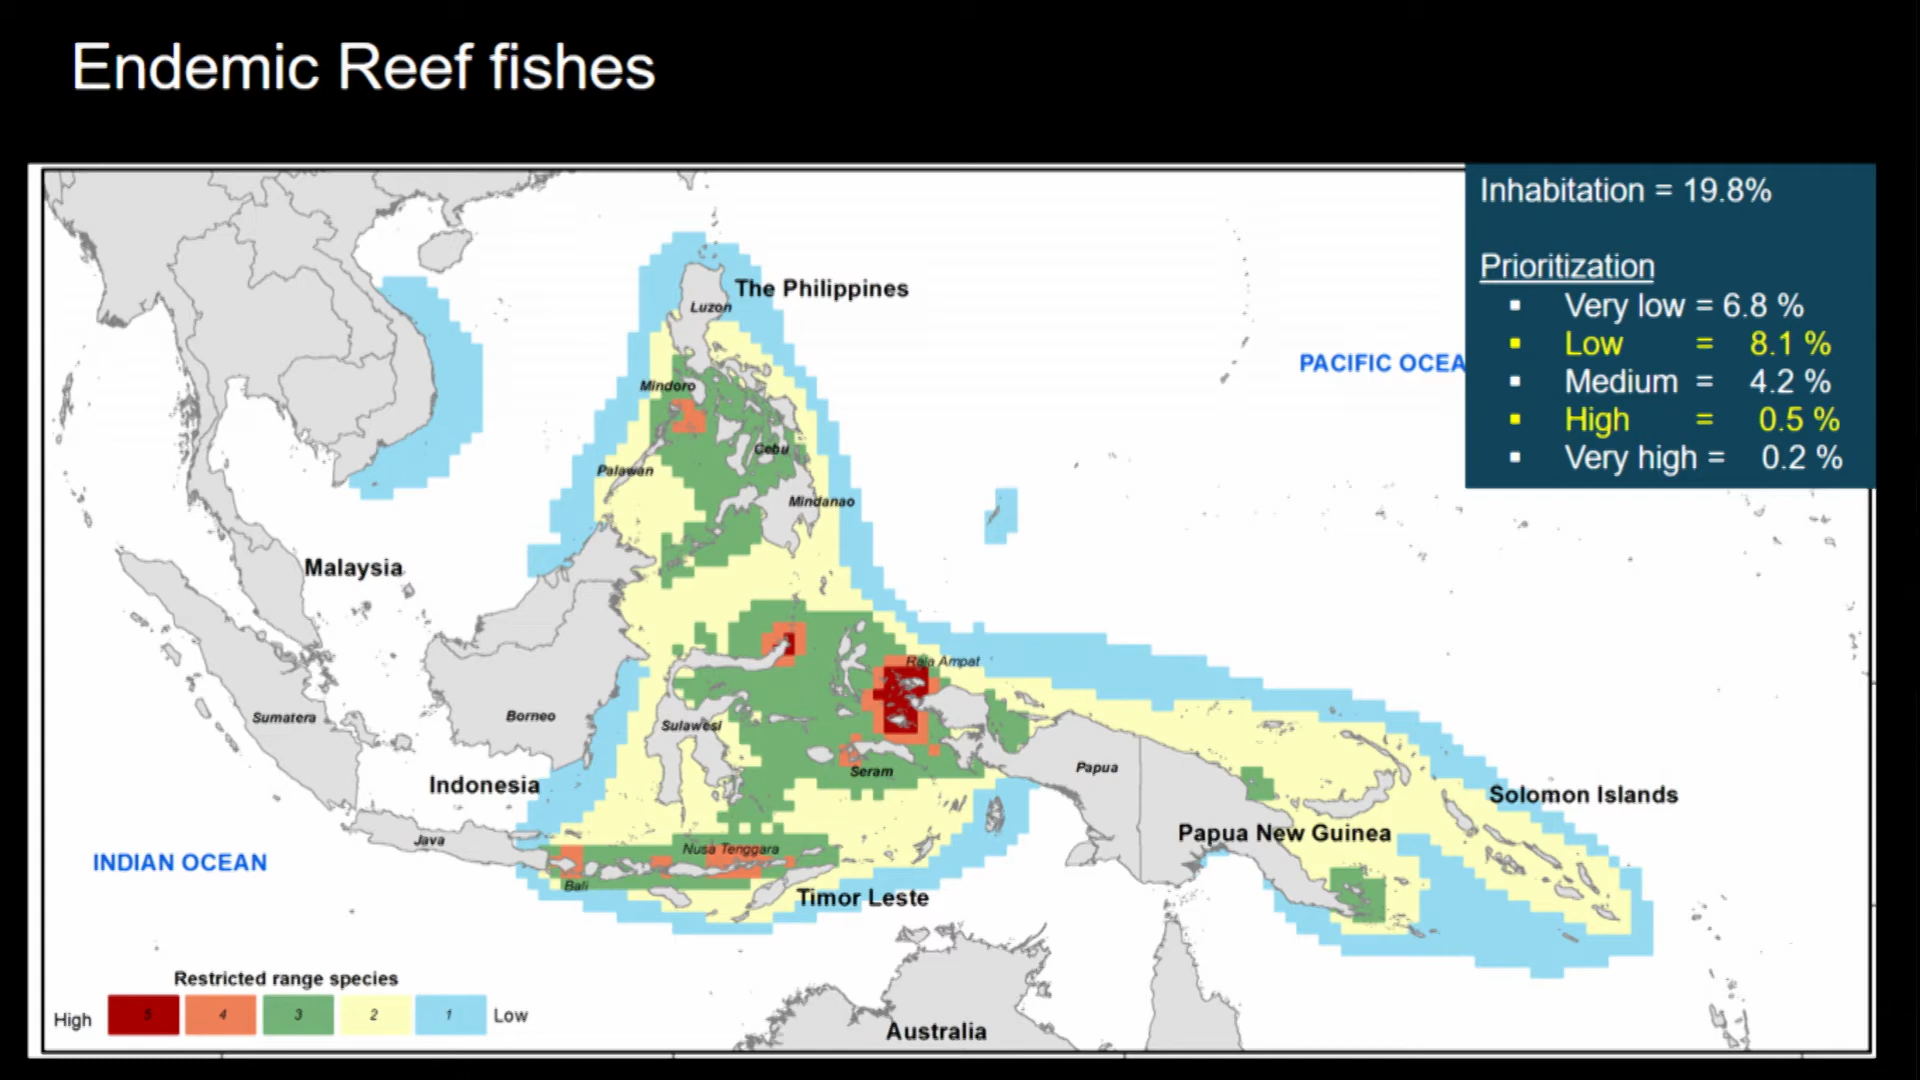 Endemic Reef fishes
Inhabitation = 19.8%
Prioritization
▪ Very low = 6.8 %
▪ Low = 8.1 %
▪ Medium = 4.2 %
▪ High = 0.5 %
▪ Very high = 0.2 %
The Philippines
Luzon
PACIFIC OCEA
Mindoro
Cebu
Palawan
Mindanao
Malaysia
Raja Ampat
Sumatera
Borneo
Sulawesi
Seram
Papua
Indonesia
Solomon Islands
Java
Papua New Guinea
Nusa Tenggara
INDIAN OCEAN
Bali
Timor Leste
Restricted range species
High 5 4 3 2 1 Low
Australia